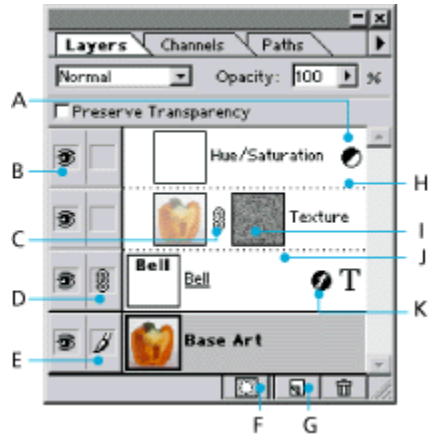 Layers Channels Paths
Normal Opacity: 100 %
A
Preserve Transparency
B
Hue/Saturation
H
Texture
C
I
Bell
J
D
Bell
T
K
E
Base Art
F G